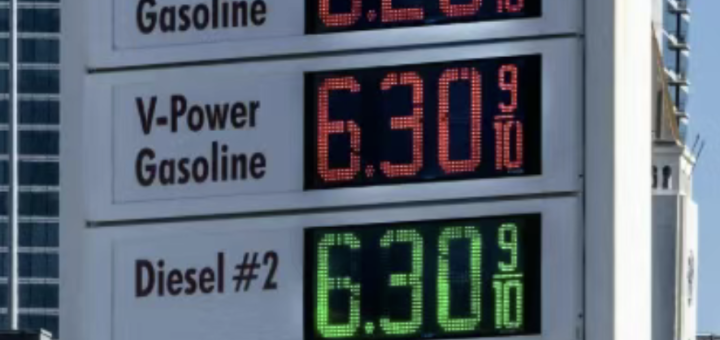 Gasoline
V-Power
Gasoline
6.30 9/10
Diesel #2
6.30 9/10